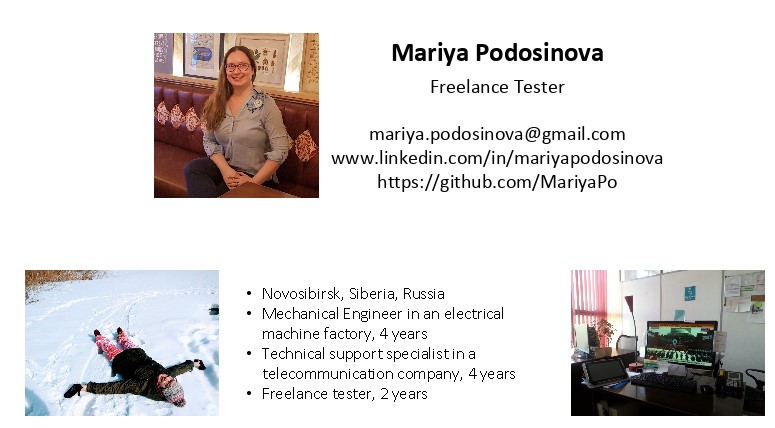 Mariya Podosinova
Freelance Tester
mariya.podosinova@gmail.com
www.linkedin.com/in/mariyapodosinova
https://github.com/MariyaPo
• Novosibirsk, Siberia, Russia
• Mechanical Engineer in an electrical
machine factory, 4 years
• Technical support specialist in a
telecommunication company, 4 years
• Freelance tester, 2 years